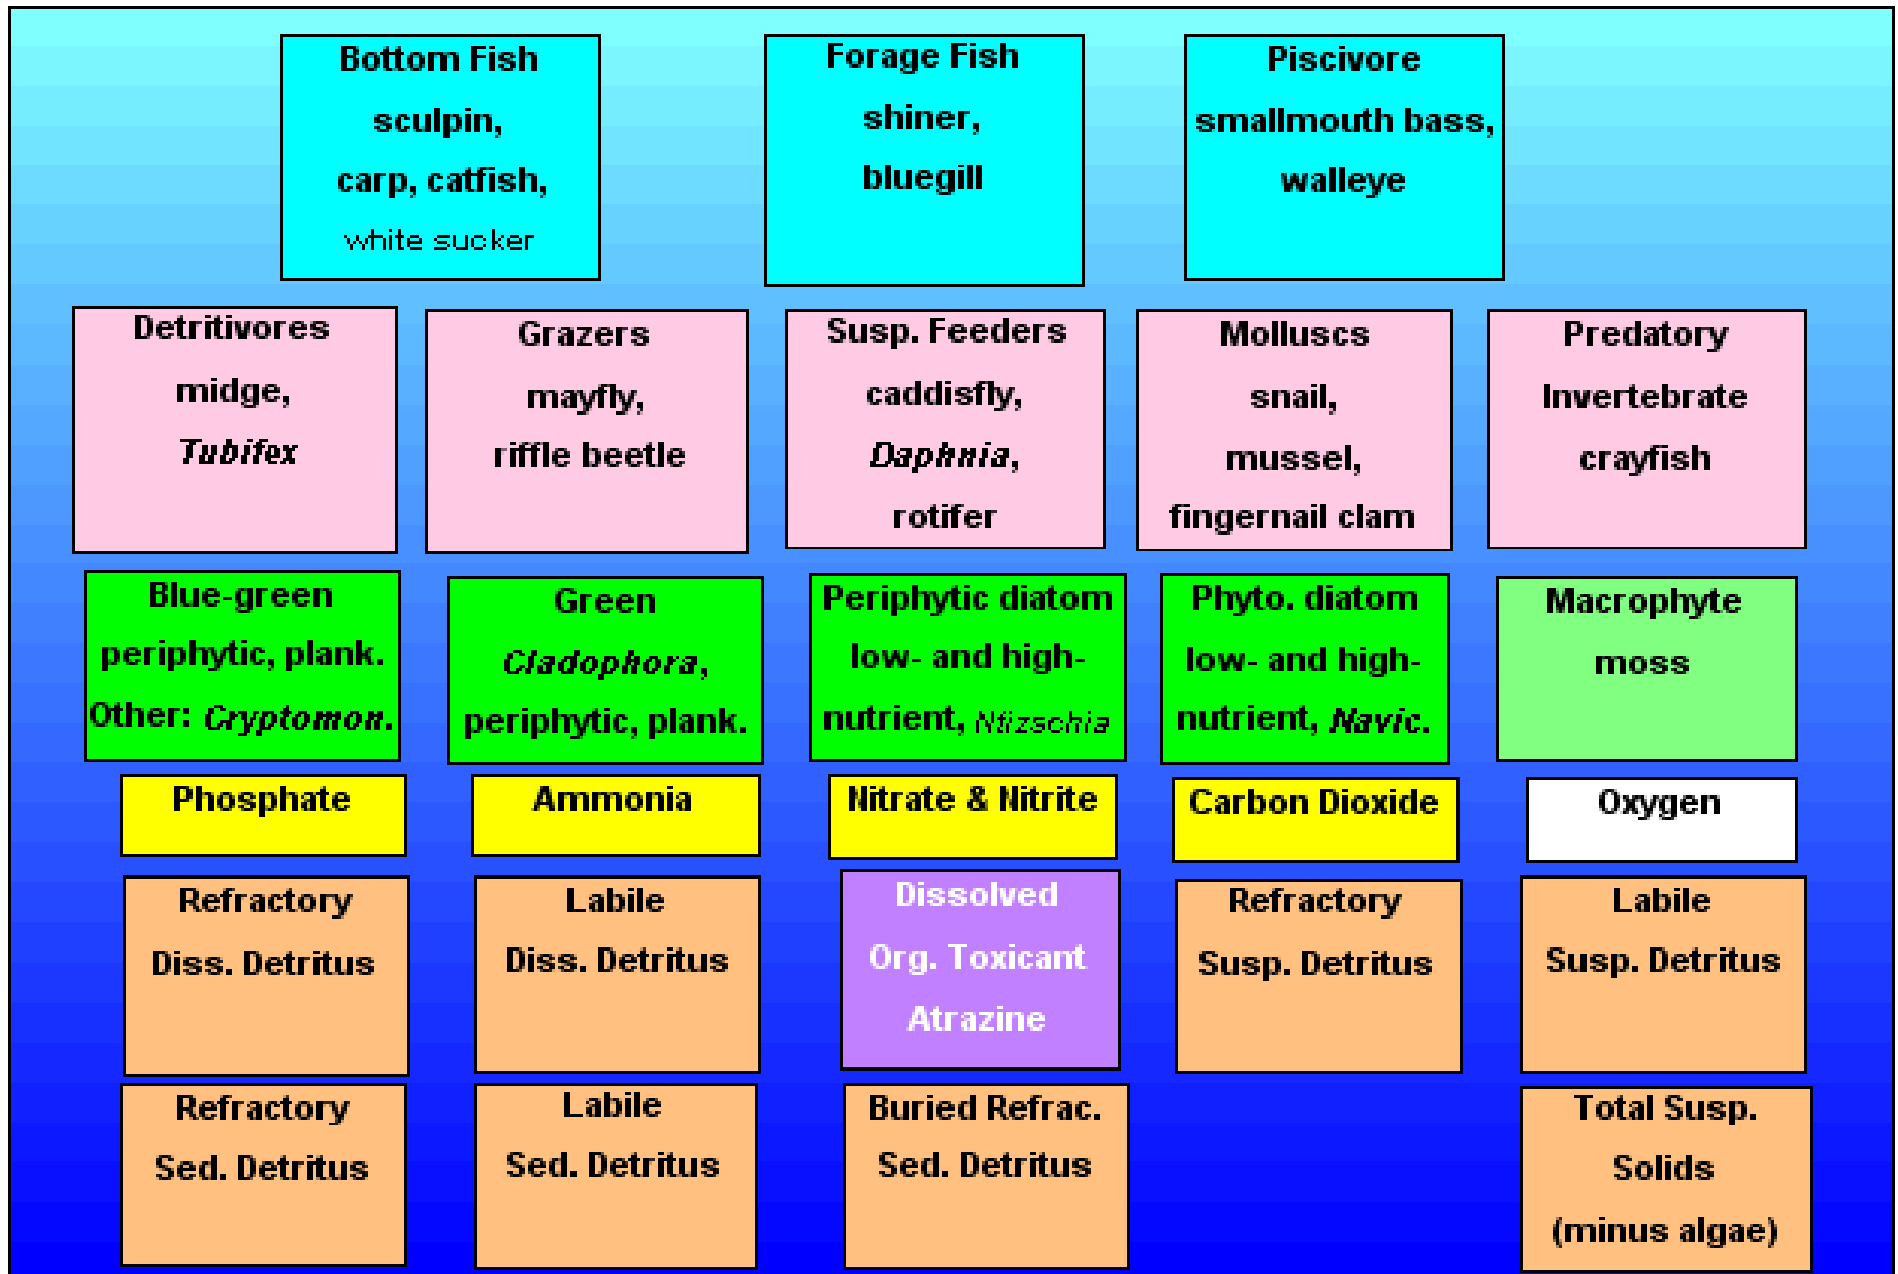 Bottom Fish
sculpin,
carp, catfish,
white sucker
Forage Fish
shiner,
bluegill
Piscivore
smallmouth bass,
walleye
Detritivores
midge,
Tubifex
Grazers
mayfly,
riffle beetle
Susp. Feeders
caddisfly,
Daphnia,
rotifer
Molluscs
snail,
mussel,
fingernail clam
Predatory
Invertebrate
crayfish
Blue-green
periphytic, plank.
Other: Cryptomon.
Green
Cladophora,
periphytic, plank.
Periphytic diatom
low- and high-
nutrient, Nitzschia
Phyto. diatom
low- and high-
nutrient, Navic.
Macrophyte
moss
Phosphate
Ammonia
Nitrate & Nitrite
Carbon Dioxide
Oxygen
Refractory
Diss. Detritus
Labile
Diss. Detritus
Dissolved
Org. Toxicant
Atrazine
Refractory
Susp. Detritus
Labile
Susp. Detritus
Refractory
Sed. Detritus
Labile
Sed. Detritus
Buried Refrac.
Sed. Detritus
Total Susp.
Solids
(minus algae)